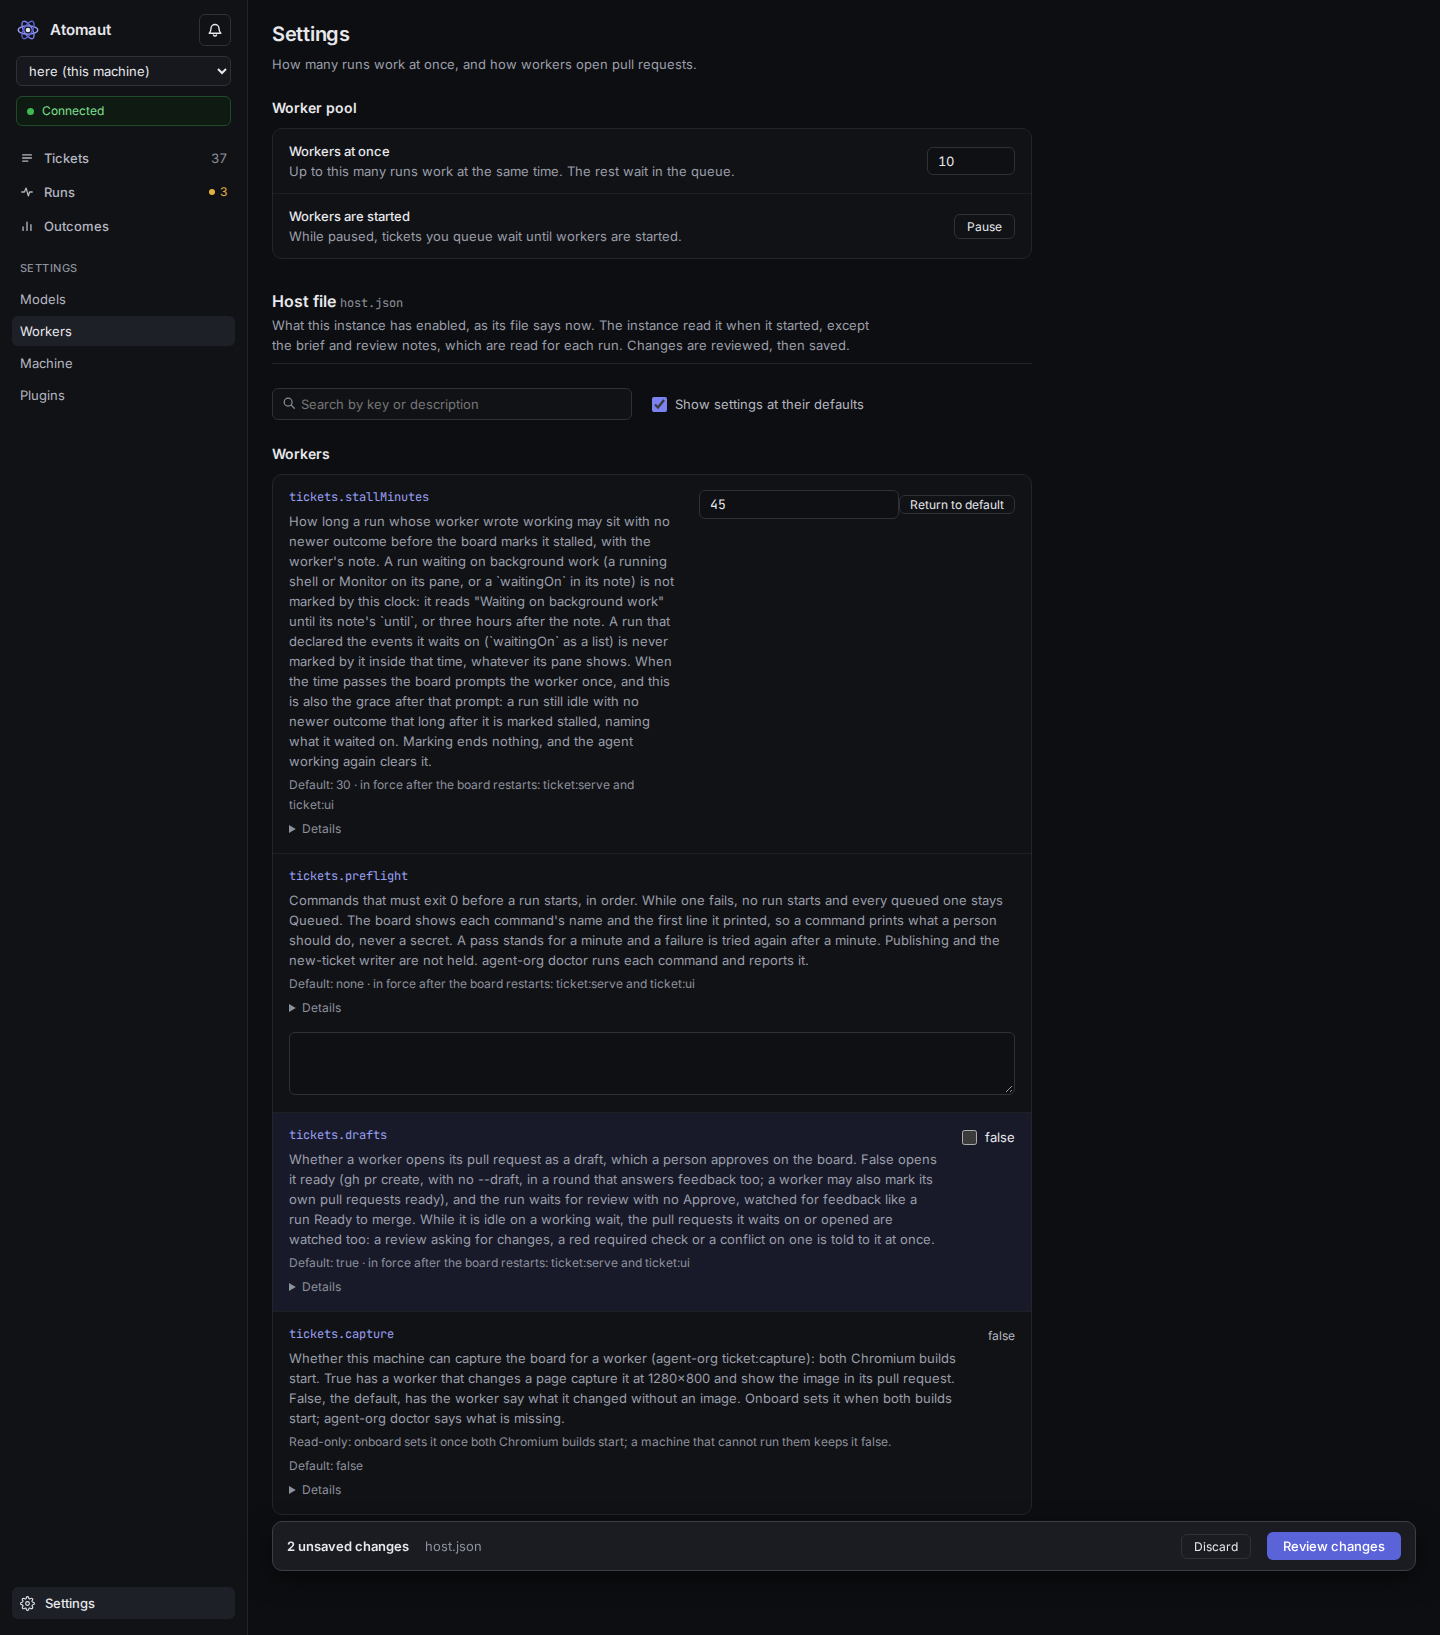 Atomaut
here (this machine)
Connected
Tickets 37
Runs 3
Outcomes
SETTINGS
Models
Workers
Machine
Plugins
Settings
Settings
How many runs work at once, and how workers open pull requests.
Worker pool
Workers at once
Up to this many runs work at the same time. The rest wait in the queue.
10
Workers are started
While paused, tickets you queue wait until workers are started.
Pause
Host file host.json
What this instance has enabled, as its file says now. The instance read it when it started, except
the brief and review notes, which are read for each run. Changes are reviewed, then saved.
Search by key or description
Show settings at their defaults
Workers
tickets.stallMinutes
45
Return to default
How long a run whose worker wrote working may sit with no
newer outcome before the board marks it stalled, with the
worker's note. A run waiting on background work (a running
shell or Monitor on its pane, or a `waitingOn` in its note) is not
marked by this clock: it reads "Waiting on background work"
until its note's `until`, or three hours after the note. A run that
declared the events it waits on (`waitingOn` as a list) is never
marked by it inside that time, whatever its pane shows. When
the time passes the board prompts the worker once, and this
is also the grace after that prompt: a run still idle with no
newer outcome that long after it is marked stalled, naming
what it waited on. Marking ends nothing, and the agent
working again clears it.
Default: 30 · in force after the board restarts: ticket:serve and
ticket:ui
Details
tickets.preflight
Commands that must exit 0 before a run starts, in order. While one fails, no run starts and every queued one stays
Queued. The board shows each command's name and the first line it printed, so a command prints what a person
should do, never a secret. A pass stands for a minute and a failure is tried again after a minute. Publishing and the
new-ticket writer are not held. agent-org doctor runs each command and reports it.
Default: none · in force after the board restarts: ticket:serve and ticket:ui
Details
tickets.drafts
false
Whether a worker opens its pull request as a draft, which a person approves on the board. False opens
it ready (gh pr create, with no --draft, in a round that answers feedback too; a worker may also mark its
own pull requests ready), and the run waits for review with no Approve, watched for feedback like a
run Ready to merge. While it is idle on a working wait, the pull requests it waits on or opened are
watched too: a review asking for changes, a red required check or a conflict on one is told to it at once.
Default: true · in force after the board restarts: ticket:serve and ticket:ui
Details
tickets.capture
false
Whether this machine can capture the board for a worker (agent-org ticket:capture): both Chromium builds
start. True has a worker that changes a page capture it at 1280×800 and show the image in its pull request.
False, the default, has the worker say what it changed without an image. Onboard sets it when both builds
start; agent-org doctor says what is missing.
Read-only: onboard sets it once both Chromium builds start; a machine that cannot run them keeps it false.
Default: false
Details
2 unsaved changes host.json
Discard
Review changes